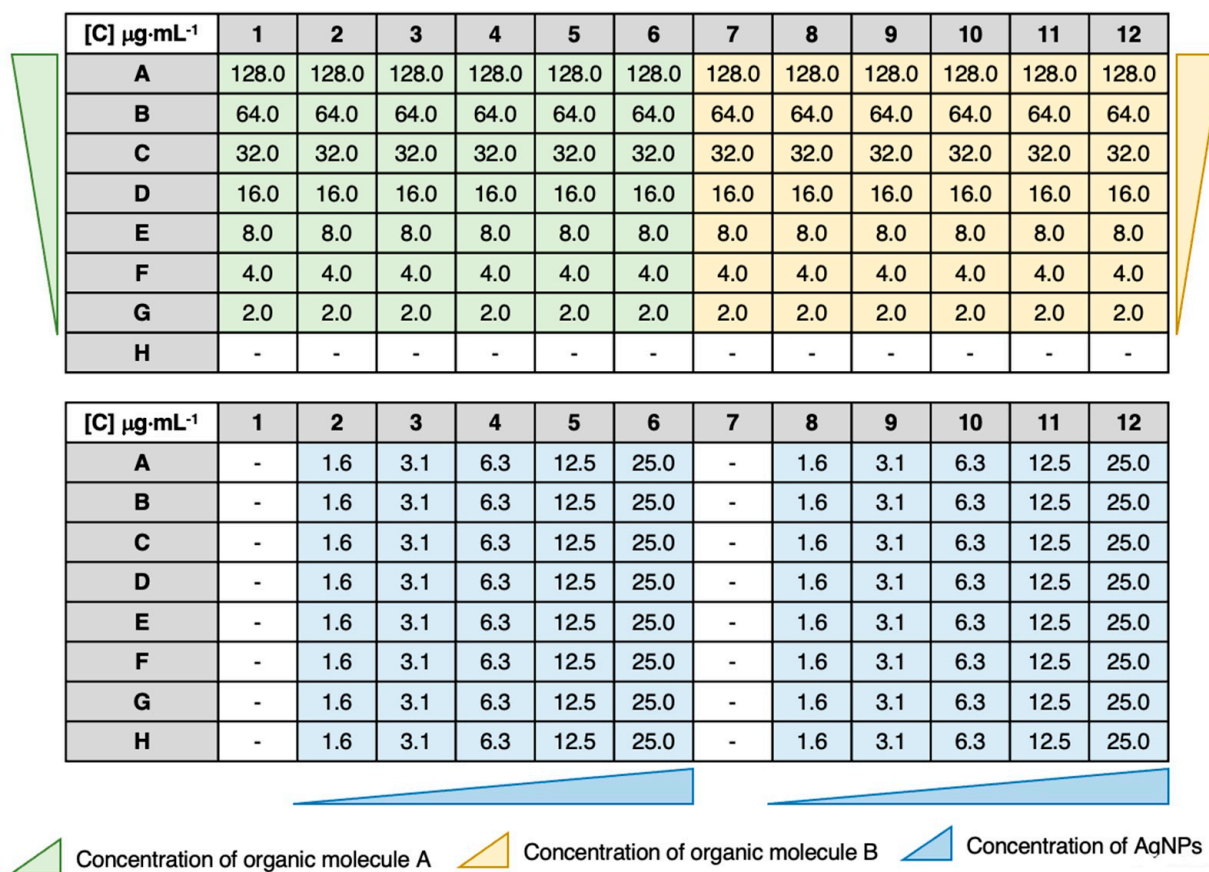 [C] μg·mL⁻¹ 1 2 3 4 5 6 7 8 9 10 11 12
A 128.0 128.0 128.0 128.0 128.0 128.0 128.0 128.0 128.0 128.0 128.0 128.0
B 64.0 64.0 64.0 64.0 64.0 64.0 64.0 64.0 64.0 64.0 64.0 64.0
C 32.0 32.0 32.0 32.0 32.0 32.0 32.0 32.0 32.0 32.0 32.0 32.0
D 16.0 16.0 16.0 16.0 16.0 16.0 16.0 16.0 16.0 16.0 16.0 16.0
E 8.0 8.0 8.0 8.0 8.0 8.0 8.0 8.0 8.0 8.0 8.0 8.0
F 4.0 4.0 4.0 4.0 4.0 4.0 4.0 4.0 4.0 4.0 4.0 4.0
G 2.0 2.0 2.0 2.0 2.0 2.0 2.0 2.0 2.0 2.0 2.0 2.0
H - - - - - - - - - - - -
[C] μg·mL⁻¹ 1 2 3 4 5 6 7 8 9 10 11 12
A - 1.6 3.1 6.3 12.5 25.0 - 1.6 3.1 6.3 12.5 25.0
B - 1.6 3.1 6.3 12.5 25.0 - 1.6 3.1 6.3 12.5 25.0
C - 1.6 3.1 6.3 12.5 25.0 - 1.6 3.1 6.3 12.5 25.0
D - 1.6 3.1 6.3 12.5 25.0 - 1.6 3.1 6.3 12.5 25.0
E - 1.6 3.1 6.3 12.5 25.0 - 1.6 3.1 6.3 12.5 25.0
F - 1.6 3.1 6.3 12.5 25.0 - 1.6 3.1 6.3 12.5 25.0
G - 1.6 3.1 6.3 12.5 25.0 - 1.6 3.1 6.3 12.5 25.0
H - 1.6 3.1 6.3 12.5 25.0 - 1.6 3.1 6.3 12.5 25.0
Concentration of organic molecule A Concentration of organic molecule B Concentration of AgNPs